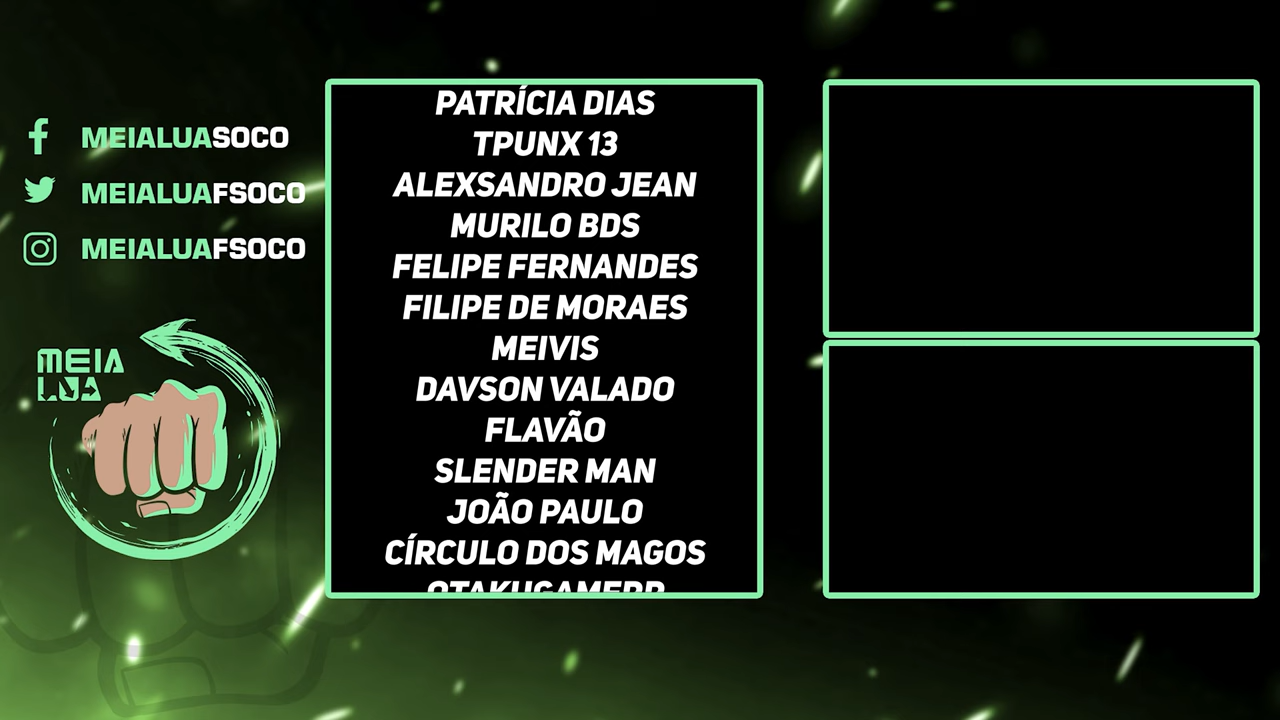 MEIALUASOCO
MEIALUAFSOCO
MEIALUAFSOCO
MEIA
LUA
PATRÍCIA DIAS
TPUNX 13
ALEXSANDRO JEAN
MURILO BDS
FELIPE FERNANDES
FILIPE DE MORAES
MEIVIS
DAVSON VALADO
FLAVÃO
SLENDER MAN
JOÃO PAULO
CÍRCULO DOS MAGOS